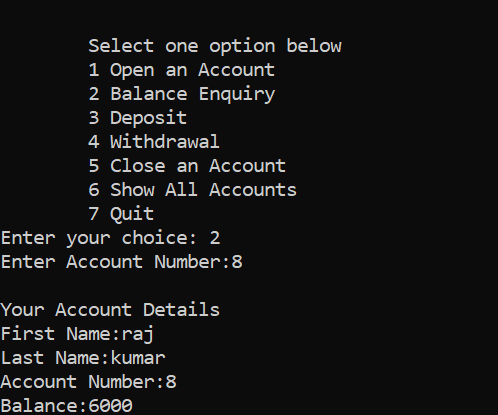 Select one option below
1 Open an Account
2 Balance Enquiry
3 Deposit
4 Withdrawal
5 Close an Account
6 Show All Accounts
7 Quit
Enter your choice: 2
Enter Account Number:8
Your Account Details
First Name:raj
Last Name:kumar
Account Number:8
Balance:6000